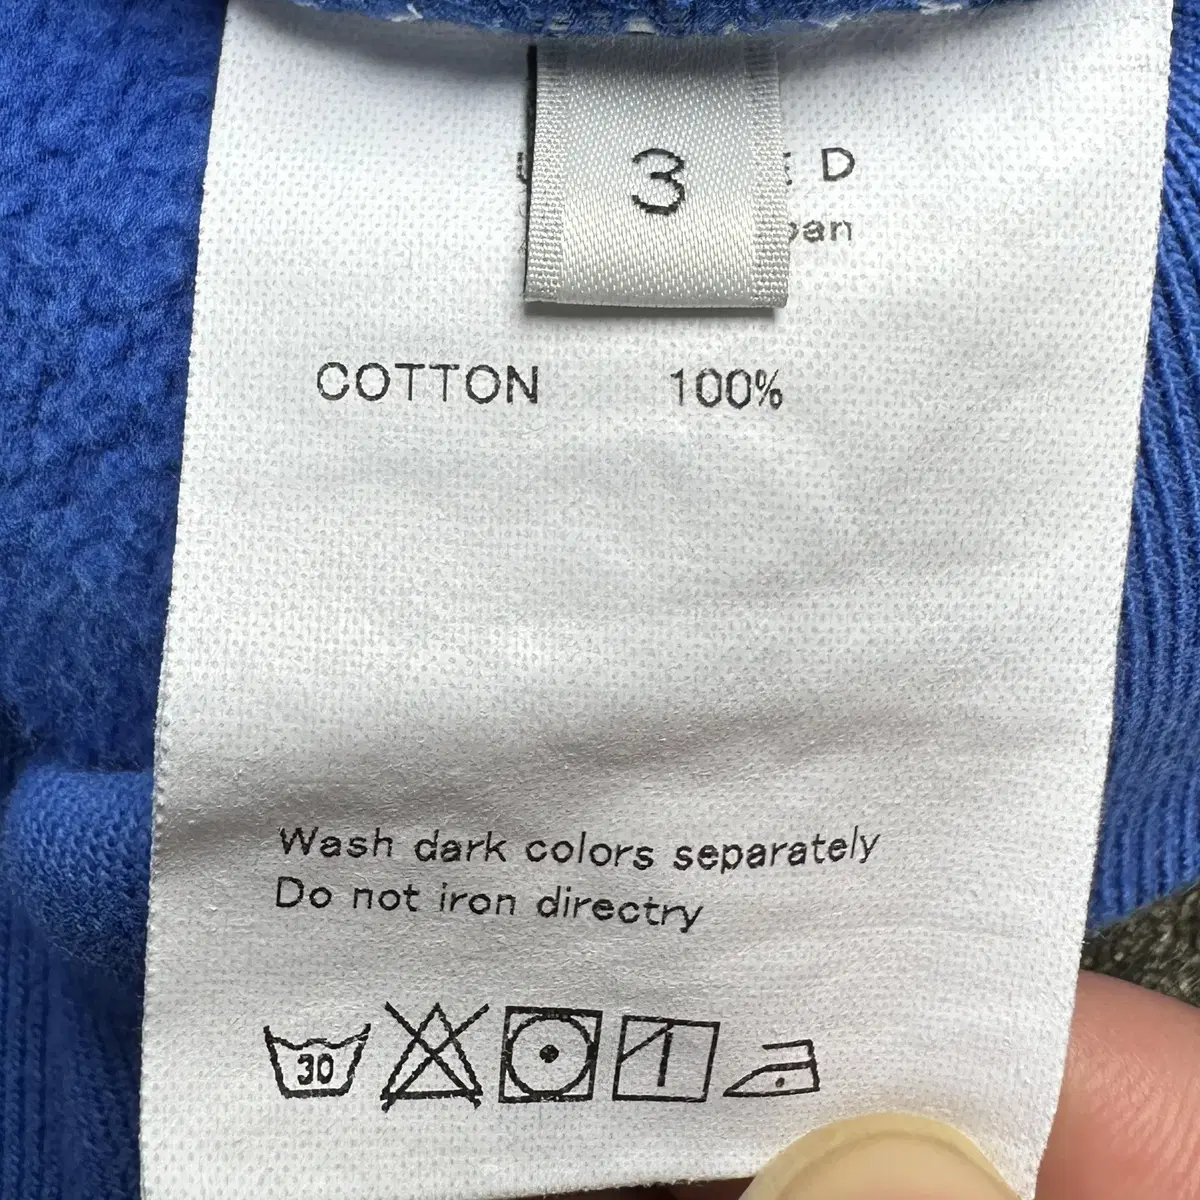 3
COTTON 100%
Wash dark colors separately
Do not iron directry
30